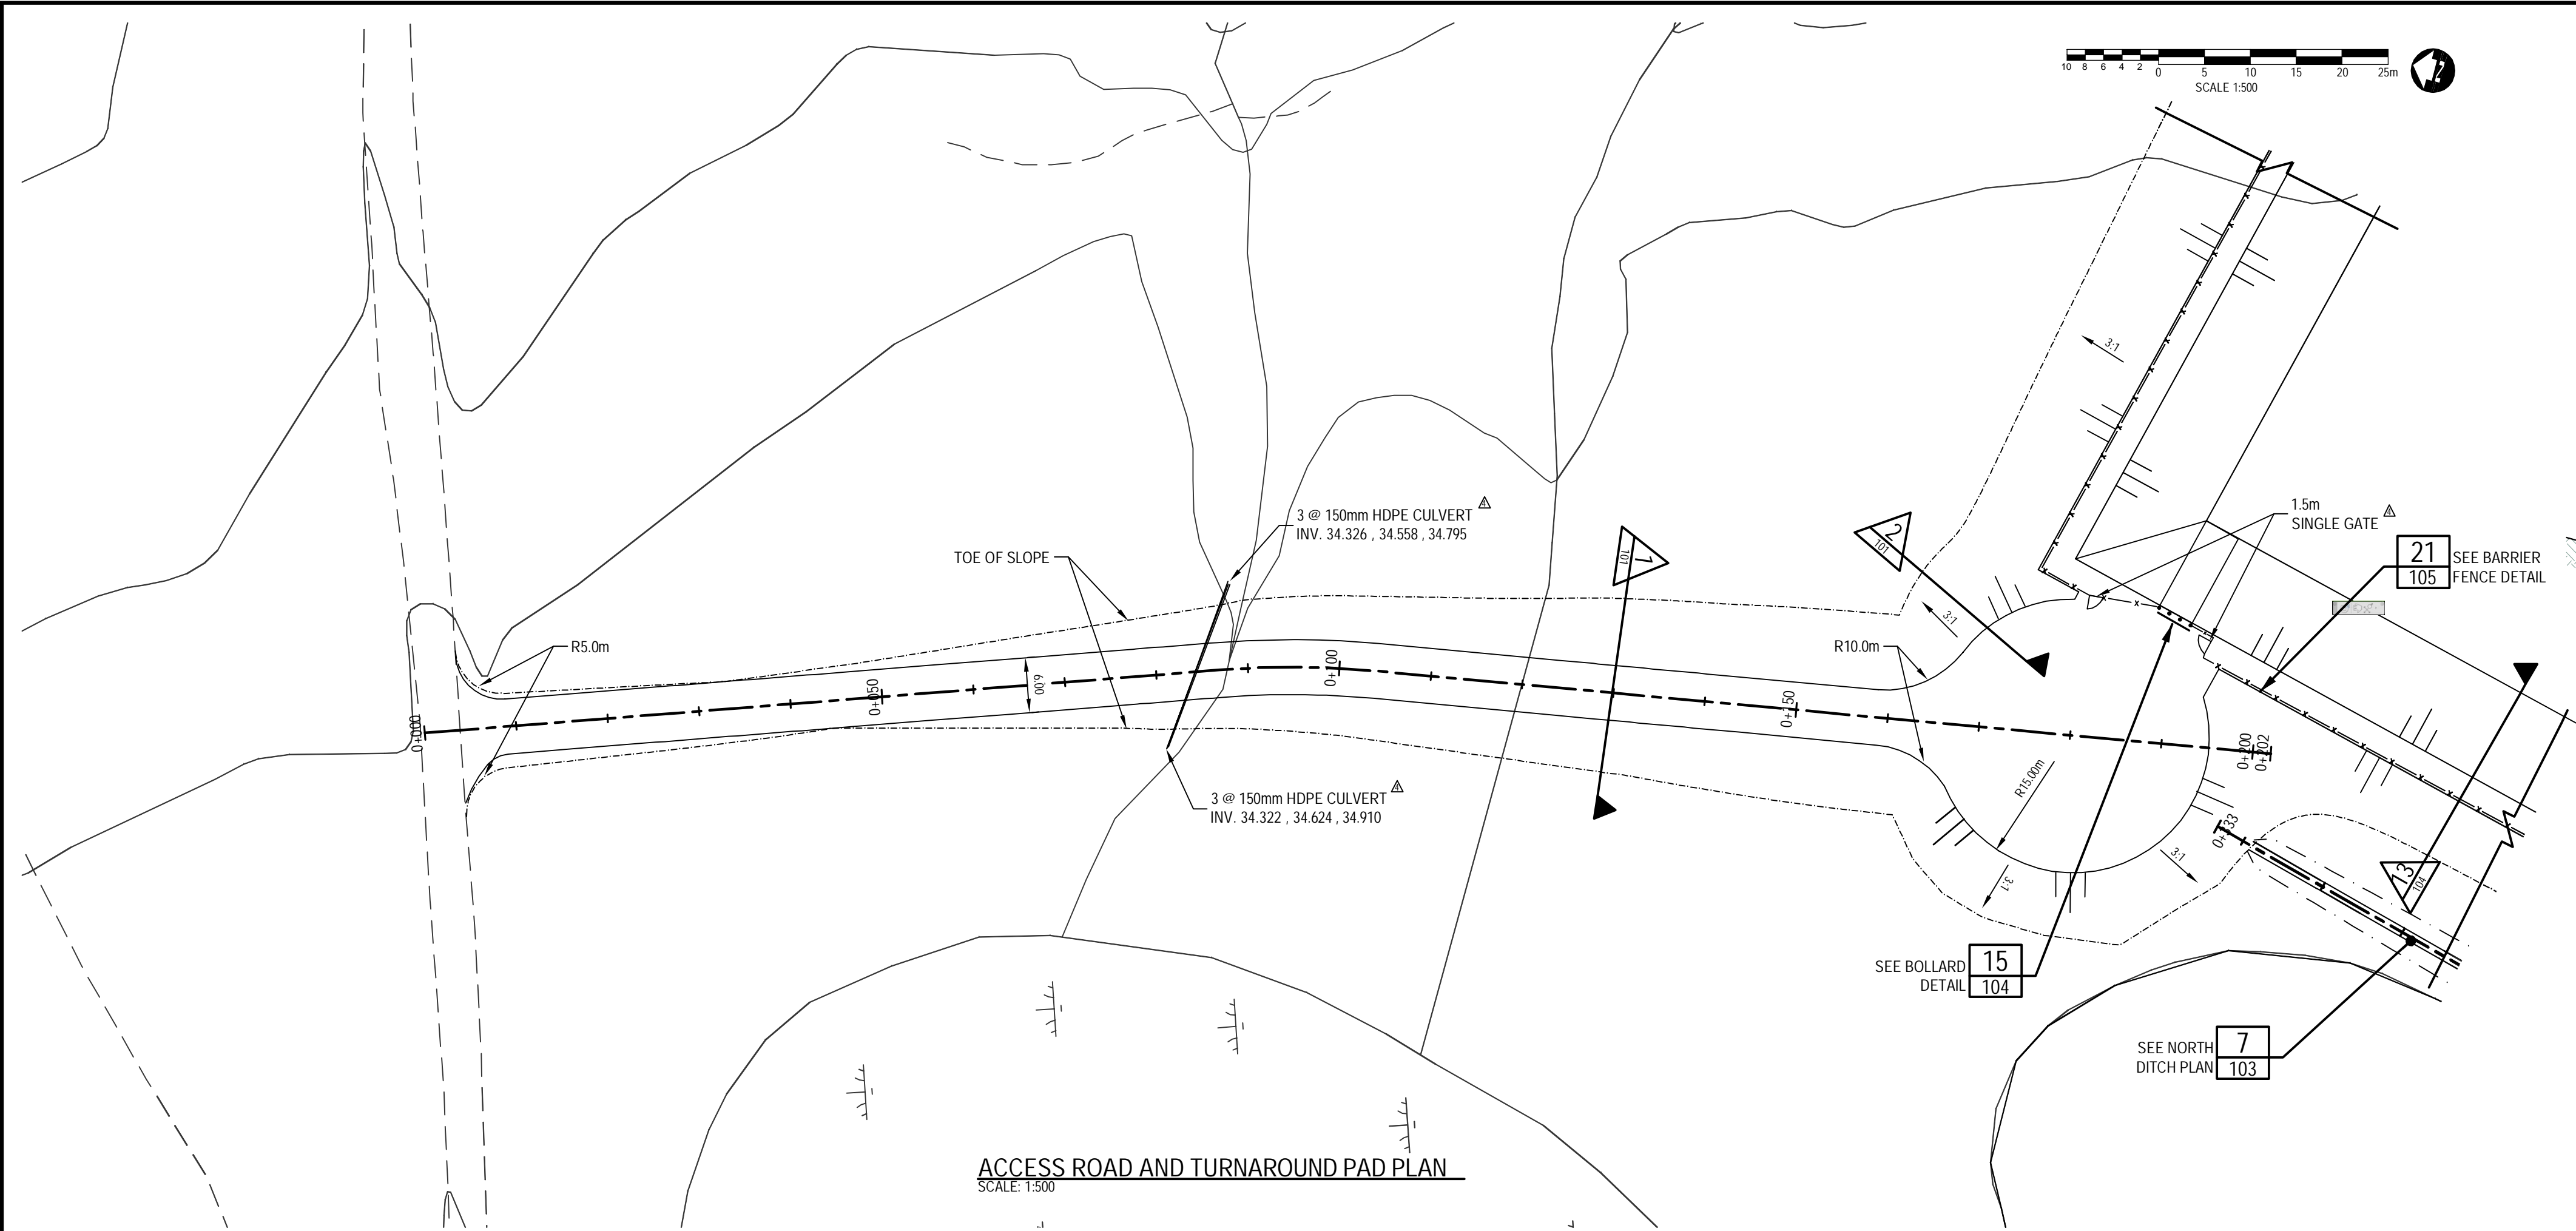 10 8 6 4 2 0 5 10 15 20 25m
SCALE 1:500
3:1
3 @ 150mm HDPE CULVERT 4
INV. 34.326 , 34.558 , 34.795
TOE OF SLOPE
1
101
2
101
1.5m
SINGLE GATE 4
21
105
SEE BARRIER
FENCE DETAIL
3:1
R5.0m
R10.0m
6.00
0+000
0+050
0+100
0+150
0+200
0+202
3 @ 150mm HDPE CULVERT 4
INV. 34.322 , 34.624 , 34.910
R15.00m
0+333
3:1
3:1
13
104
SEE BOLLARD
DETAIL
15
104
SEE NORTH
DITCH PLAN
7
103
ACCESS ROAD AND TURNAROUND PAD PLAN
SCALE: 1:500